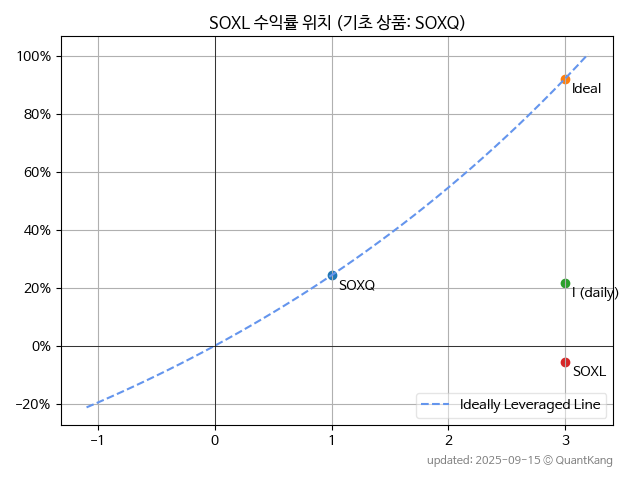 SOXL 수익률 위치 (기초 상품: SOXQ)
100%
80%
60%
40%
20%
0%
−20%
Ideal
SOXQ
I (daily)
SOXL
Ideally Leveraged Line
−1
0
1
2
3
updated: 2025-09-15 © QuantKang